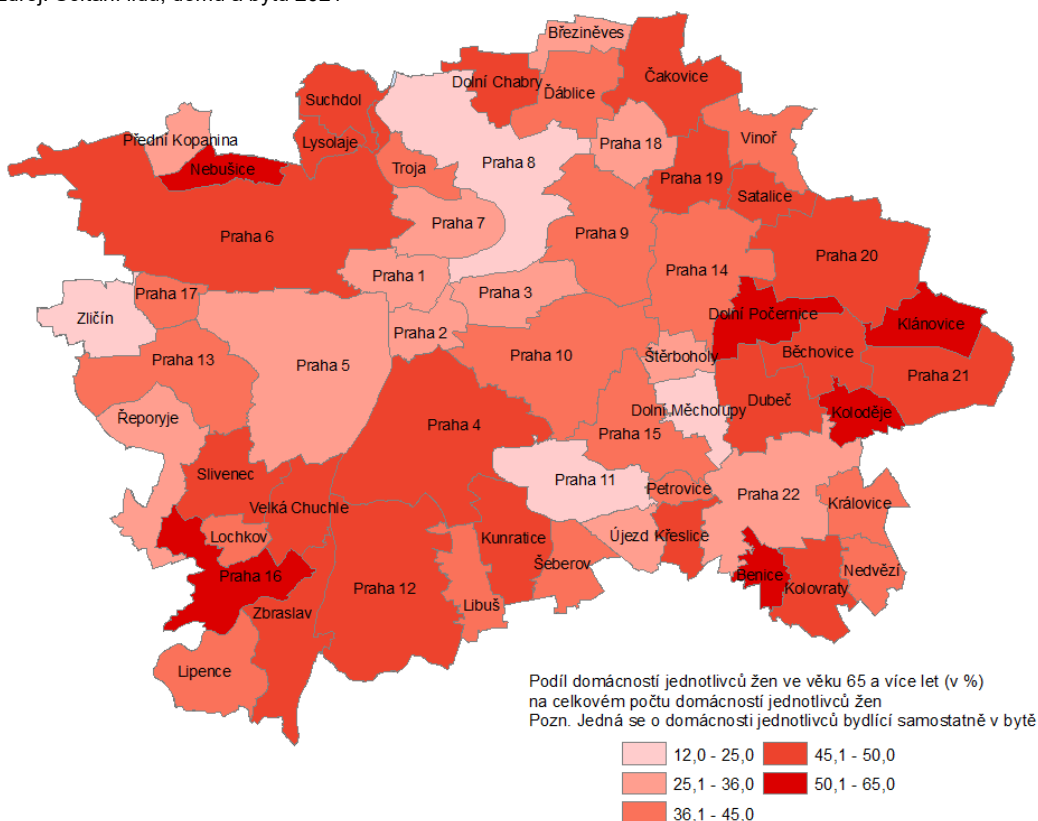 Zdroj: Sčítání lidu, domů a bytů 2021
Březiněves
Dolní Chabry
Čakovice
Ďáblice
Suchdol
Přední Kopanina
Lysolaje
Praha 18
Vinoř
Nebušice
Troja
Praha 8
Praha 19
Satalice
Praha 7
Praha 6
Praha 9
Praha 20
Praha 1
Praha 14
Praha 17
Praha 3
Zličín
Dolní Počernice
Klánovice
Praha 2
Praha 13
Praha 5
Praha 10
Štěrboholy
Běchovice
Praha 21
Dubeč
Řeporyje
Dolní Měcholupy
Koloděje
Praha 4
Praha 15
Slivenec
Praha 11
Petrovice
Praha 22
Královice
Velká Chuchle
Lochkov
Kunratice
Újezd
Křeslice
Šeberov
Praha 16
Benice
Nedvězí
Praha 12
Kolovraty
Zbraslav
Libuš
Lipence
Podíl domácností jednotlivců žen ve věku 65 a více let (v %)
na celkovém počtu domácností jednotlivců žen
Pozn. Jedná se o domácnosti jednotlivců bydlící samostatně v bytě
12,0 - 25,0
45,1 - 50,0
25,1 - 36,0
50,1 - 65,0
36,1 - 45,0